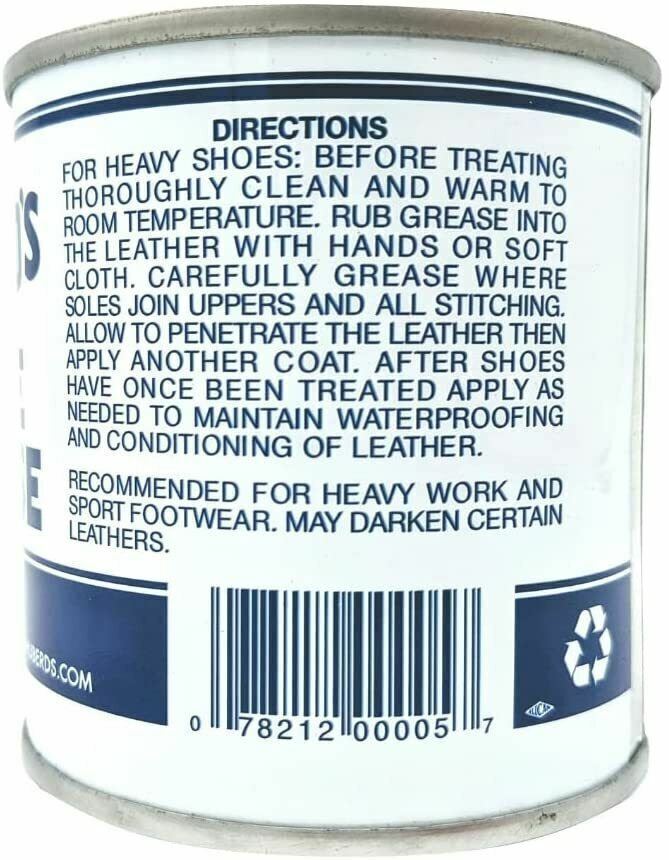 DIRECTIONS
FOR HEAVY SHOES: BEFORE TREATING
THOROUGHLY CLEAN AND WARM TO
ROOM TEMPERATURE. RUB GREASE INTO
THE LEATHER WITH HANDS OR SOFT
CLOTH. CAREFULLY GREASE WHERE
SOLES JOIN UPPERS AND ALL STITCHING.
ALLOW TO PENETRATE THE LEATHER THEN
APPLY ANOTHER COAT. AFTER SHOES
HAVE ONCE BEEN TREATED APPLY AS
NEEDED TO MAINTAIN WATERPROOFING
AND CONDITIONING OF LEATHER.
RECOMMENDED FOR HEAVY WORK AND
SPORT FOOTWEAR. MAY DARKEN CERTAIN
LEATHERS.
'S
E
BERDS.COM
0 78212 00005 7